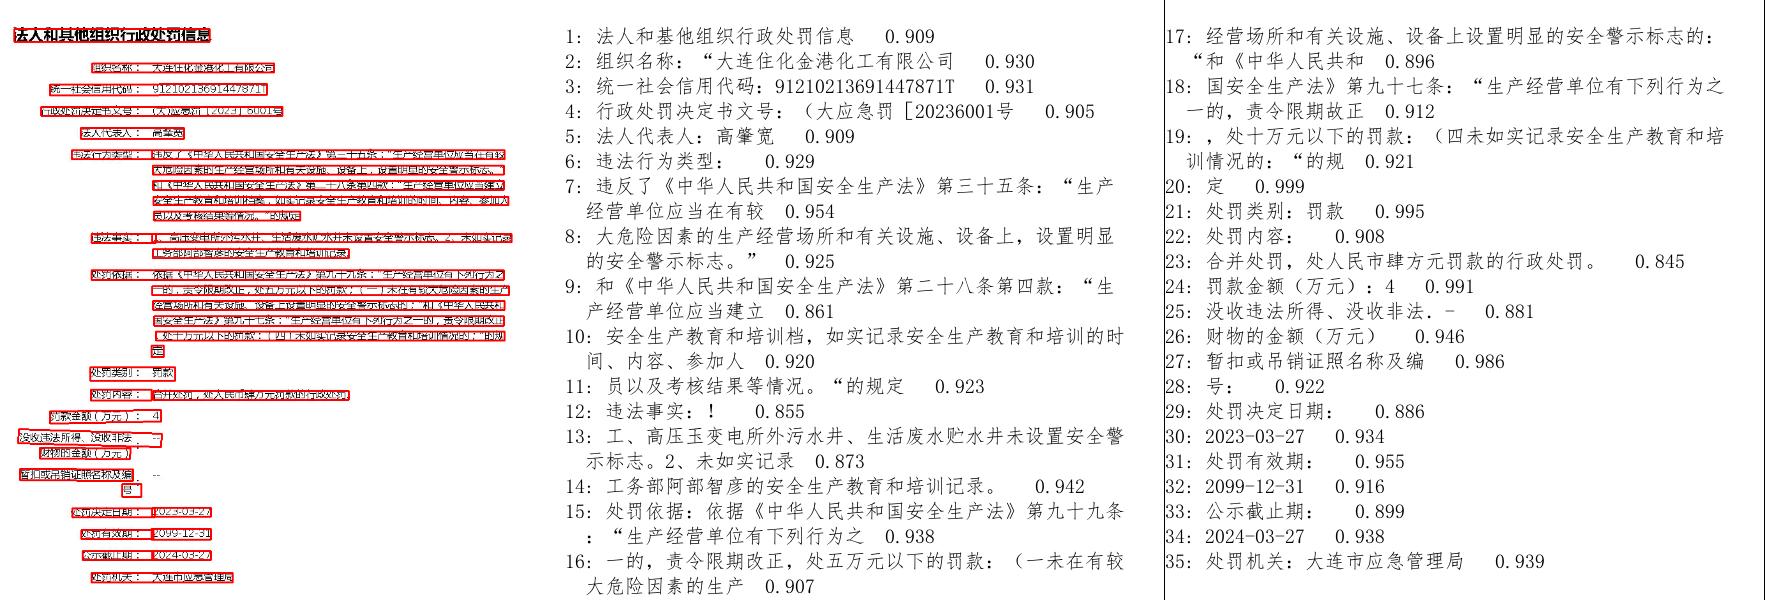 法人和其他组织行政处罚信息
组织名称： 大连住化金港化工有限公司
统一社会信用代码： 91210213691447871T
行政处罚决定书文号： (大)应急罚［2023］6001号
法人代表人： 高肇宽
违法行为类型： 违反了《中华人民共和国安全生产法》第三十五条：“生产经营单位应当在有较
大危险因素的生产经营场所和有关设施、设备上，设置明显的安全警示标志。”
和《中华人民共和国安全生产法》第二十八条第四款：“生产经营单位应当建立
安全生产教育和培训档案，如实记录安全生产教育和培训的时间、内容、参加人
员以及考核结果等情况。”的规定
违法事实： 1、高压变电所外污水井、生活废水贮水井未设置安全警示标志。2、未如实记录
工务部阿部智彦的安全生产教育和培训记录。
处罚依据： 依据《中华人民共和国安全生产法》第九十九条：“生产经营单位有下列行为之
一的，责令限期改正，处五万元以下的罚款：（一）未在有较大危险因素的生产
经营场所和有关设施、设备上设置明显的安全警示标志的；”和《中华人民共和
国安全生产法》第九十七条：“生产经营单位有下列行为之一的，责令限期改正
，处十万元以下的罚款：（四）未如实记录安全生产教育和培训情况的；”的规
定
处罚类别： 罚款
处罚内容： 合并处罚，处人民币肆万元罚款的行政处罚。
罚款金额（万元）： 4
没收违法所得、没收非法 --
财物的金额（万元）
暂扣或吊销证照名称及编 --
号：
处罚决定日期： 2023-03-27
处罚有效期： 2099-12-31
公示截止期： 2024-03-27
处罚机关： 大连市应急管理局
1: 法人和基他组织行政处罚信息 0.909
2: 组织名称：“大连住化金港化工有限公司 0.930
3: 统一社会信用代码：91210213691447871T 0.931
4: 行政处罚决定书文号：（大应急罚［20236001号 0.905
5: 法人代表人：高肇宽 0.909
6: 违法行为类型： 0.929
7: 违反了《中华人民共和国安全生产法》第三十五条：“生产
经营单位应当在有较 0.954
8: 大危险因素的生产经营场所和有关设施、设备上，设置明显
的安全警示标志。” 0.925
9: 和《中华人民共和国安全生产法》第二十八条第四款：“生
产经营单位应当建立 0.861
10: 安全生产教育和培训档，如实记录安全生产教育和培训的时
间、内容、参加人 0.920
11: 员以及考核结果等情况。“的规定 0.923
12: 违法事实：！ 0.855
13: 工、高压玉变电所外污水井、生活废水贮水井未设置安全警
示标志。2、未如实记录 0.873
14: 工务部阿部智彦的安全生产教育和培训记录。 0.942
15: 处罚依据：依据《中华人民共和国安全生产法》第九十九条
：“生产经营单位有下列行为之 0.938
16: 一的，责令限期改正，处五万元以下的罚款：（一未在有较
大危险因素的生产 0.907
17: 经营场所和有关设施、设备上设置明显的安全警示标志的：
“和《中华人民共和 0.896
18: 国安全生产法》第九十七条：“生产经营单位有下列行为之
一的，责令限期故正 0.912
19: ，处十万元以下的罚款：（四未如实记录安全生产教育和培
训情况的：“的规 0.921
20: 定 0.999
21: 处罚类别：罚款 0.995
22: 处罚内容： 0.908
23: 合并处罚，处人民市肆方元罚款的行政处罚。 0.845
24: 罚款金额（万元）：4 0.991
25: 没收违法所得、没收非法．- 0.881
26: 财物的金额（万元） 0.946
27: 暂扣或吊销证照名称及编 0.986
28: 号： 0.922
29: 处罚决定日期： 0.886
30: 2023-03-27 0.934
31: 处罚有效期： 0.955
32: 2099-12-31 0.916
33: 公示截止期： 0.899
34: 2024-03-27 0.938
35: 处罚机关：大连市应急管理局 0.939